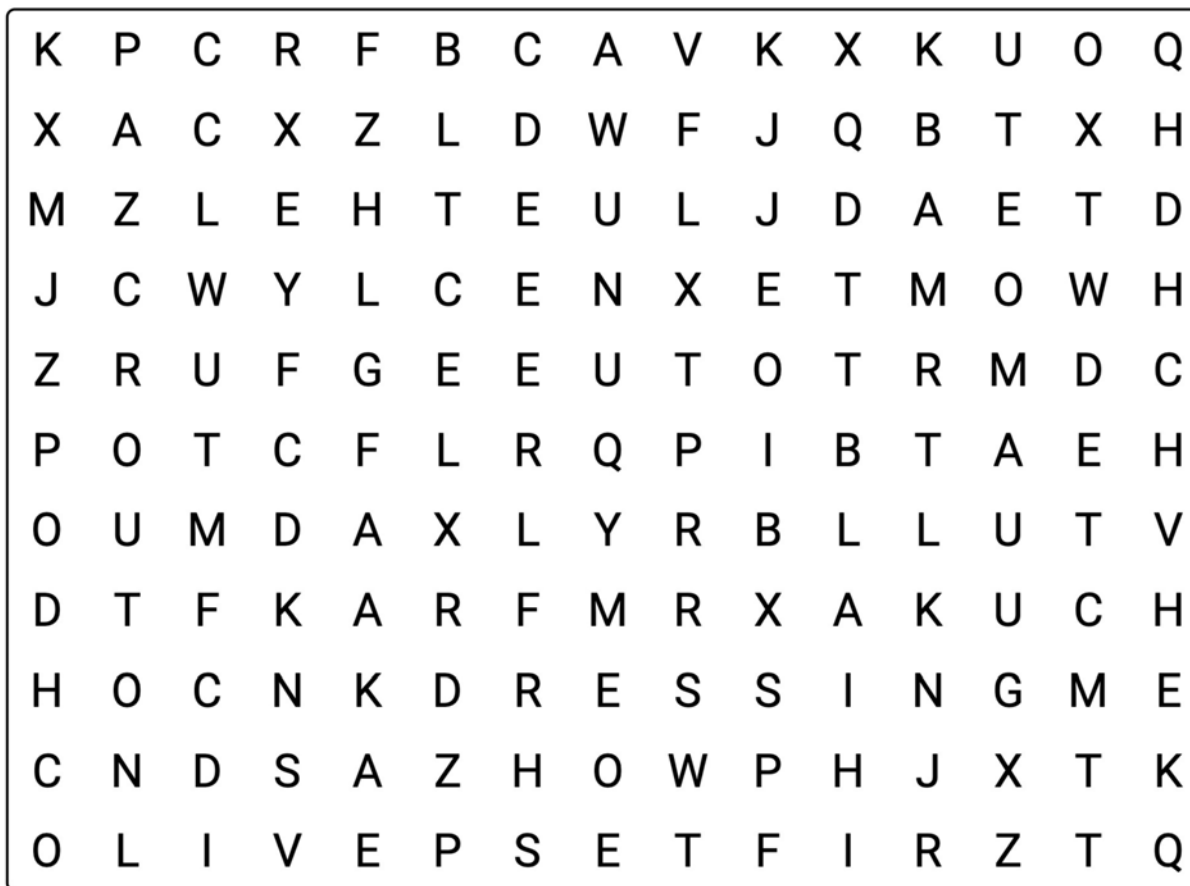 K P C R F B C A V K X K U O Q
X A C X Z L D W F J Q B T X H
M Z L E H T E U L J D A E T D
J C W Y L C E N X E T M O W H
Z R U F G E E U T O T R M D C
P O T C F L R Q P I B T A E H
O U M D A X L Y R B L L U T V
D T F K A R F M R X A K U C H
H O C N K D R E S S I N G M E
C N D S A Z H O W P H J X T K
O L I V E P S E T F I R Z T Q